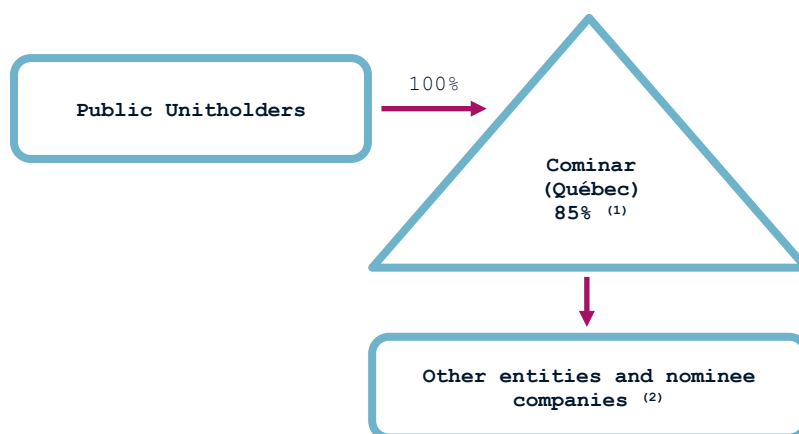 100%
Public Unitholders
Cominar
(Québec)
85% (1)
Other entities and nominee
companies (2)